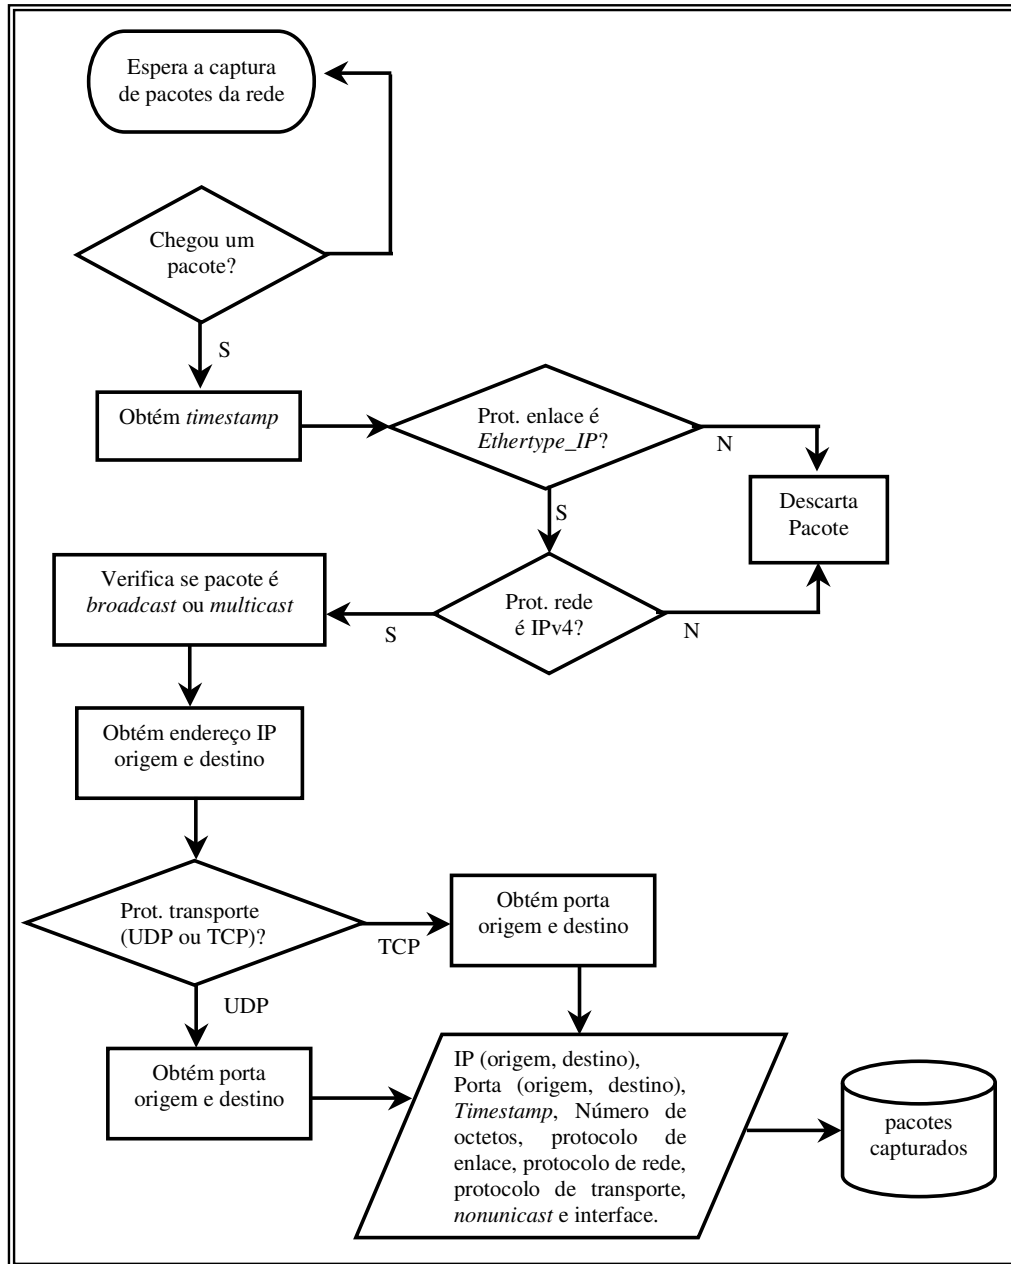 Espera a captura
de pacotes da rede
Chegou um
pacote?
S
Obtém timestamp
Prot. enlace é
Ethertype_IP?
N
Descarta
Pacote
S
Prot. rede
é IPv4?
N
S
Verifica se pacote é
broadcast ou multicast
Obtém endereço IP
origem e destino
Prot. transporte
(UDP ou TCP)?
TCP
Obtém porta
origem e destino
UDP
Obtém porta
origem e destino
IP (origem, destino),
Porta (origem, destino),
Timestamp, Número de
octetos, protocolo de
enlace, protocolo de rede,
protocolo de transporte,
nonunicast e interface.
pacotes
capturados